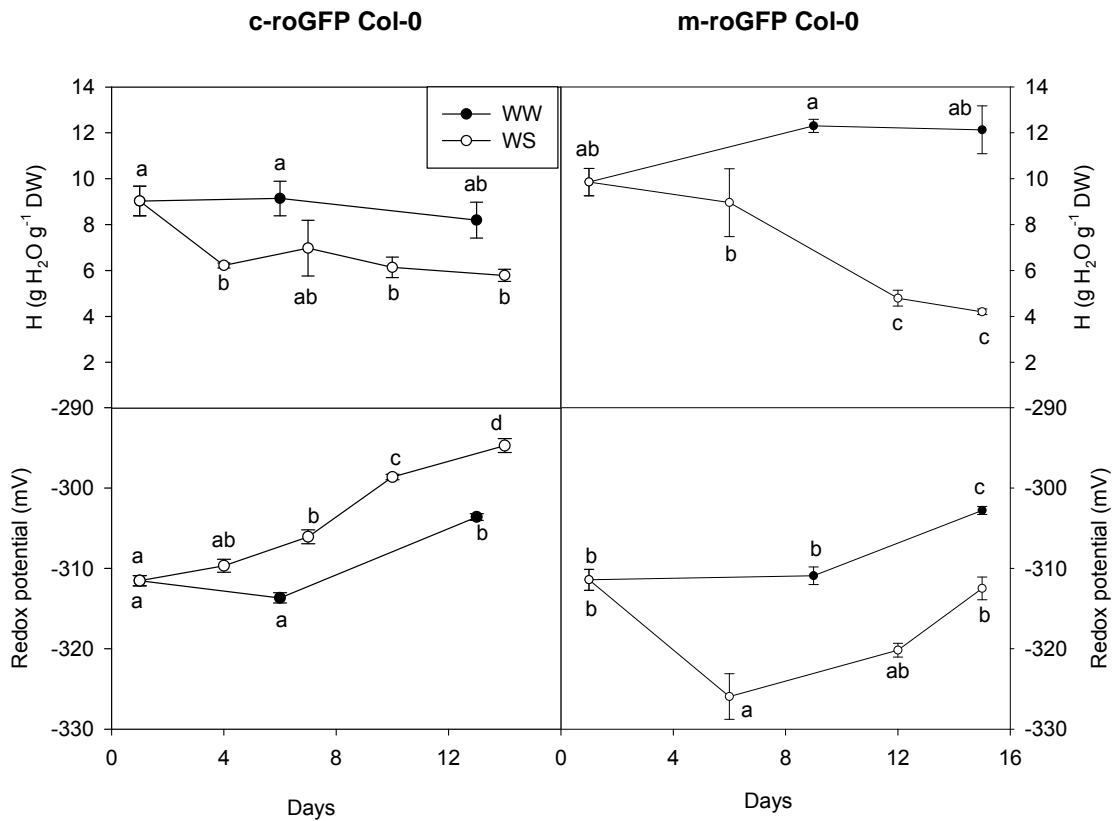 c-roGFP Col-0
m-roGFP Col-0
WW
WS
H (g H₂O g⁻¹ DW)
14
12
10
8
6
4
2
-290
a
a
ab
b
ab
b
b
14
12
10
8
6
4
2
-290
H (g H₂O g⁻¹ DW)
ab
a
ab
b
c
c
Redox potential (mV)
-300
-310
-320
-330
a
ab
b
c
d
a
a
b
-300
-310
-320
-330
Redox potential (mV)
b
b
c
b
a
ab
b
0 4 8 12
0 4 8 12 16
Days
Days